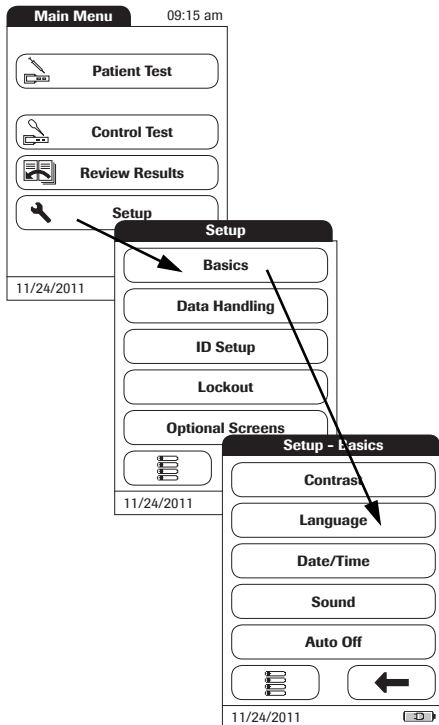 Main Menu 09:15 am
Patient Test
Control Test
Review Results
Setup
11/24/2011
Setup
Basics
Data Handling
ID Setup
Lockout
Optional Screens
11/24/2011
Setup - Basics
Contrast
Language
Date/Time
Sound
Auto Off
11/24/2011